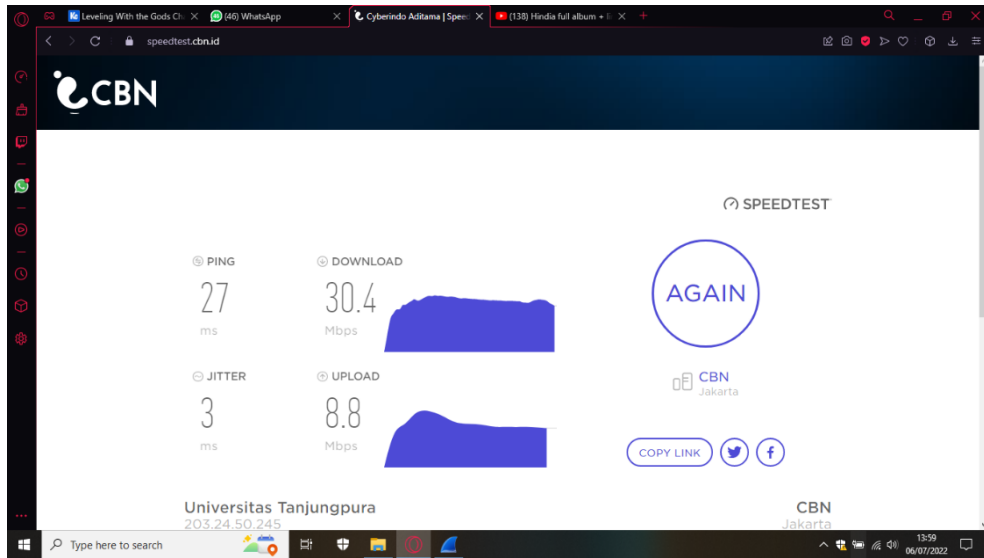 Leveling With the Gods Ch
(46) WhatsApp
Cyberindo Aditama | Spee
(138) Hindia full album + li
speedtest.cbn.id
CBN
SPEEDTEST
PING
27
ms
DOWNLOAD
30.4
Mbps
AGAIN
JITTER
3
ms
UPLOAD
8.8
Mbps
CBN
Jakarta
COPY LINK
Universitas Tanjungpura
203.24.50.245
CBN
Jakarta
Type here to search
13:59
06/07/2022